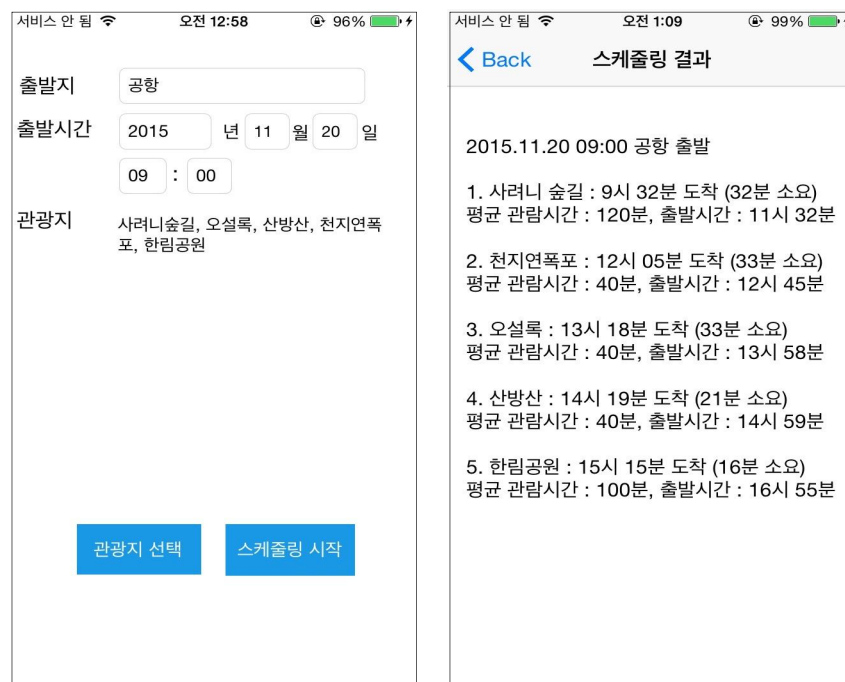 서비스 안 됨 오전 12:58 96%
출발지 공항
출발시간 2015 년 11 월 20 일
09 : 00
관광지 사려니숲길, 오설록, 산방산, 천지연폭
포, 한림공원
관광지 선택 스케줄링 시작
서비스 안 됨 오전 1:09 99%
Back 스케줄링 결과
2015.11.20 09:00 공항 출발
1. 사려니 숲길 : 9시 32분 도착 (32분 소요)
평균 관람시간 : 120분, 출발시간 : 11시 32분
2. 천지연폭포 : 12시 05분 도착 (33분 소요)
평균 관람시간 : 40분, 출발시간 : 12시 45분
3. 오설록 : 13시 18분 도착 (33분 소요)
평균 관람시간 : 40분, 출발시간 : 13시 58분
4. 산방산 : 14시 19분 도착 (21분 소요)
평균 관람시간 : 40분, 출발시간 : 14시 59분
5. 한림공원 : 15시 15분 도착 (16분 소요)
평균 관람시간 : 100분, 출발시간 : 16시 55분